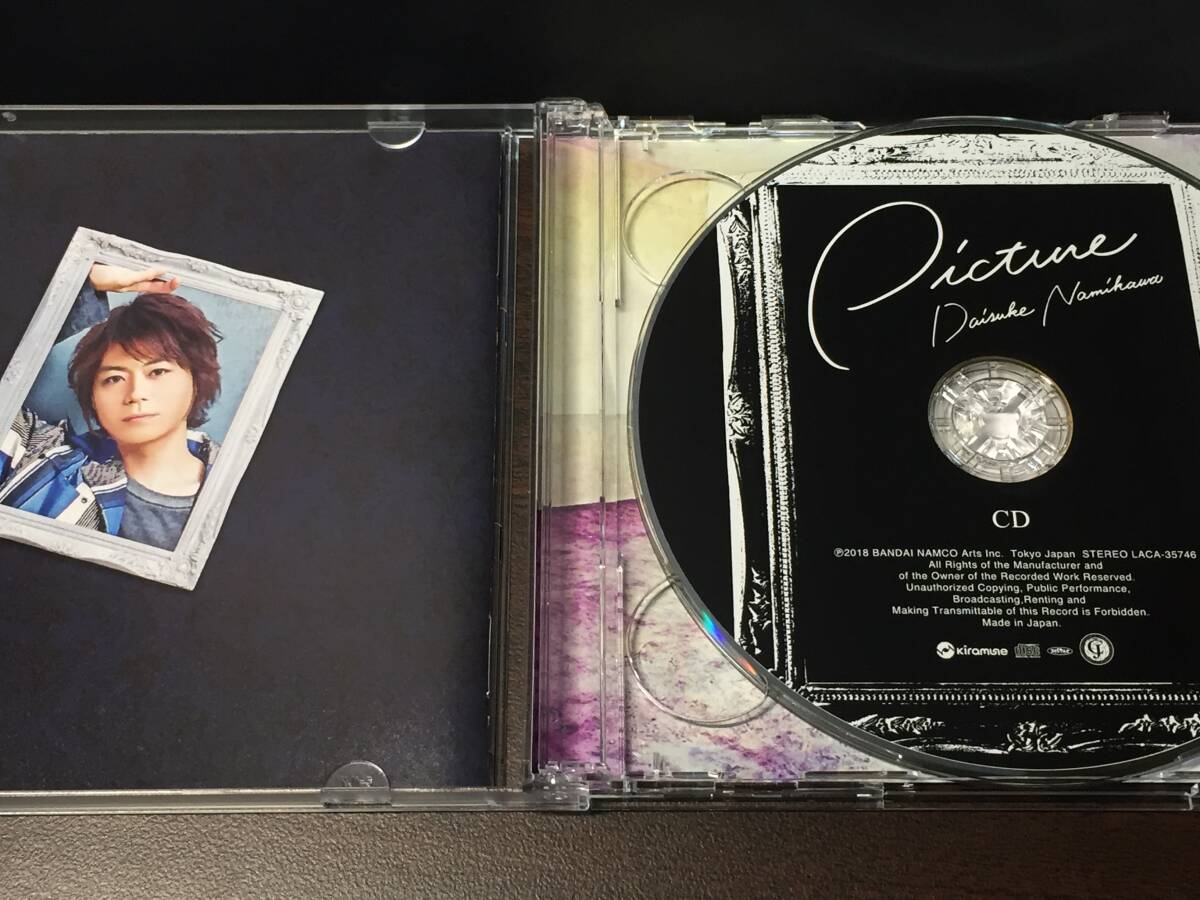 Picture
Daisuke Namikawa
CD
℗2018 BANDAI NAMCO Arts Inc. Tokyo Japan STEREO LACA-35746
All Rights of the Manufacturer and
of the Owner of the Recorded Work Reserved.
Unauthorized Copying, Public Performance,
Broadcasting,Renting and
Making Transmittable of this Record is Forbidden.
Made in Japan.
kiramune